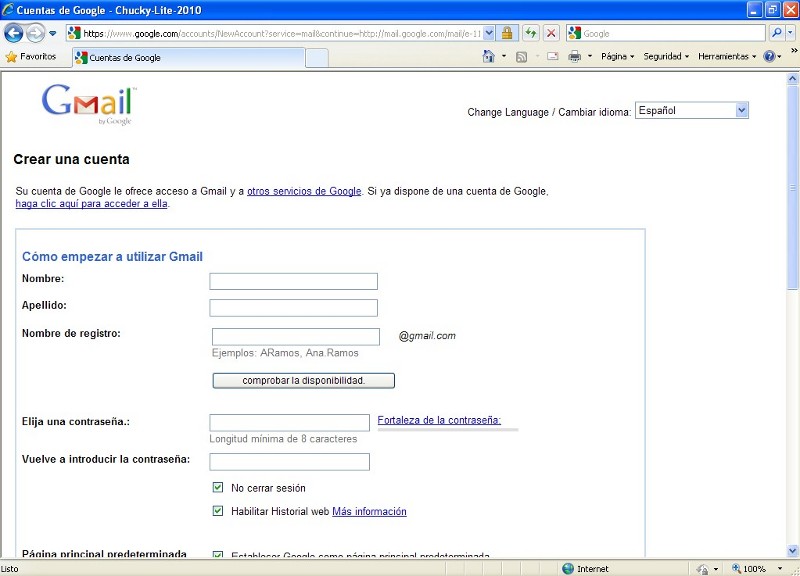 Cuentas de Google - Chucky-Lite-2010
https://www.google.com/accounts/NewAccount?service=mail&continue=http://mail.google.com/mail/e-11
Google
Favoritos
Cuentas de Google
Página
Seguridad
Herramientas
Gmail
by Google
Change Language / Cambiar idioma: Español
Crear una cuenta
Su cuenta de Google le ofrece acceso a Gmail y a otros servicios de Google. Si ya dispone de una cuenta de Google,
haga clic aquí para acceder a ella.
Cómo empezar a utilizar Gmail
Nombre:
Apellido:
Nombre de registro: @gmail.com
Ejemplos: ARamos, Ana.Ramos
comprobar la disponibilidad.
Elija una contraseña.: Fortaleza de la contraseña:
Longitud mínima de 8 caracteres
Vuelve a introducir la contraseña:
No cerrar sesión
Habilitar Historial web Más información
Página principal predeterminada Establecer Google como página principal predeterminada
Listo Internet 100%